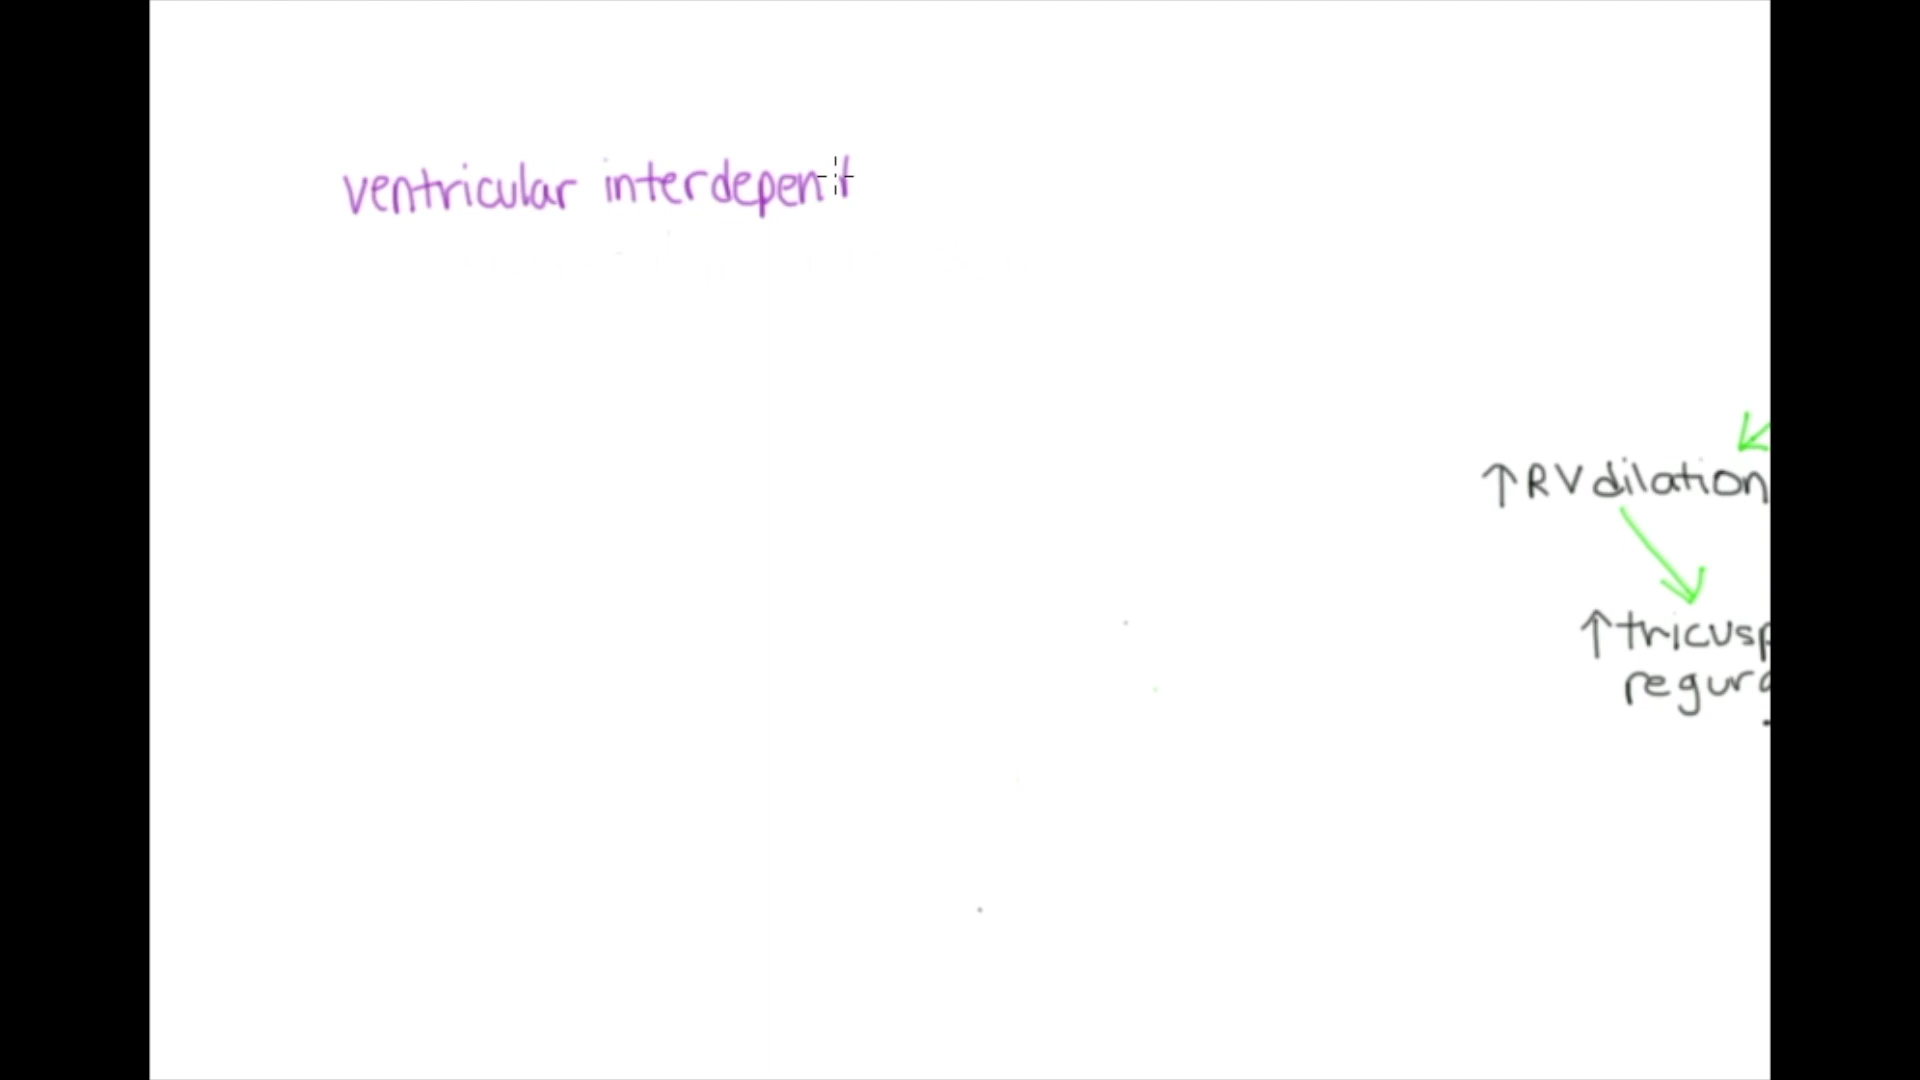 ventricular interdepen
↑RV dilation
↑tricusp
regurg